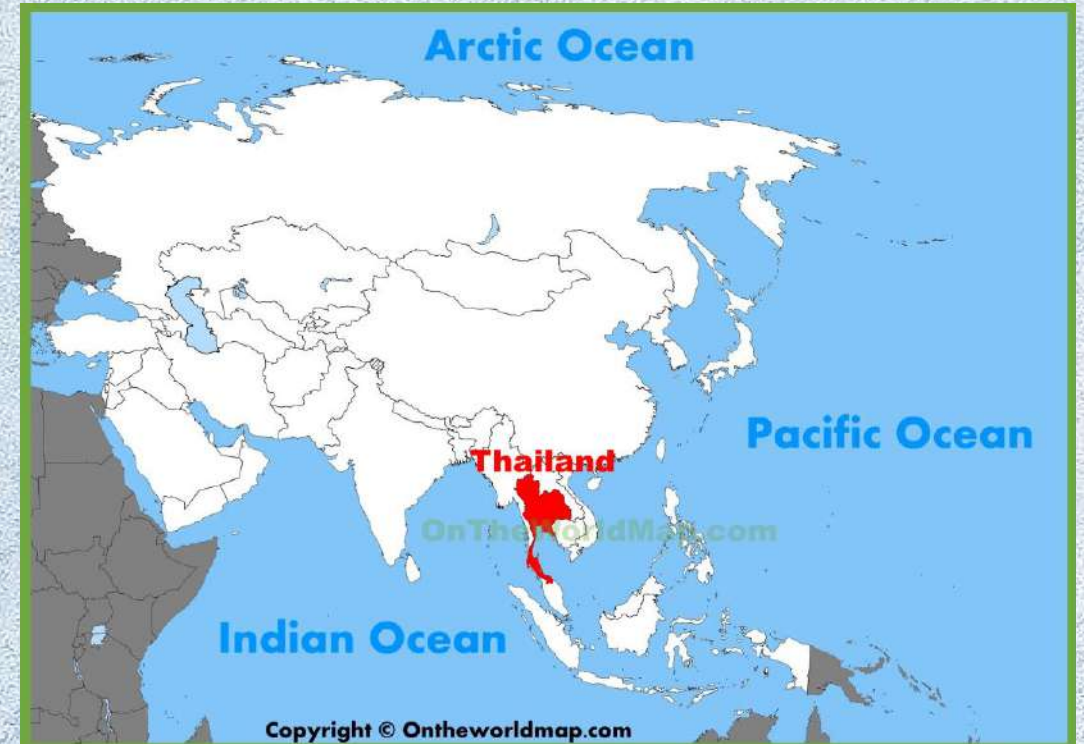 Arctic Ocean
Pacific Ocean
Thailand
OnTheWorldMap.com
Indian Ocean
Copyright © Ontheworldmap.com